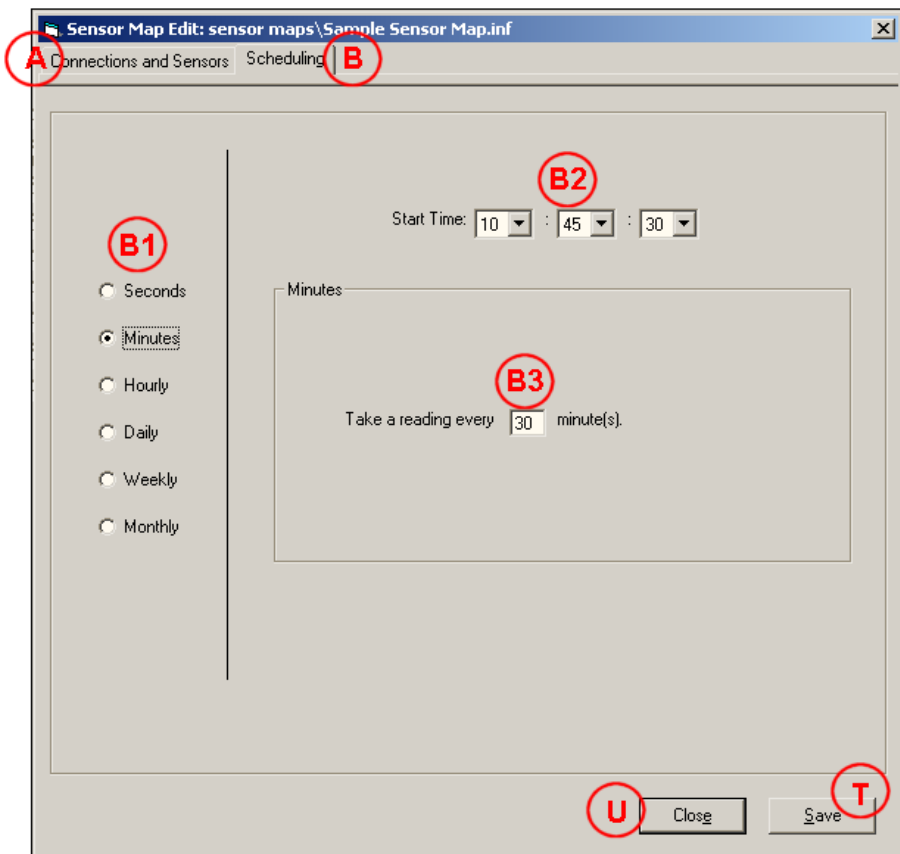 Sensor Map Edit: sensor maps\Sample Sensor Map.inf
A Connections and Sensors Scheduling B
B2
Start Time: 10 : 45 : 30
B1
Seconds
Minutes
Hourly
Daily
Weekly
Monthly
Minutes
B3
Take a reading every 30 minute(s).
U Close Save T